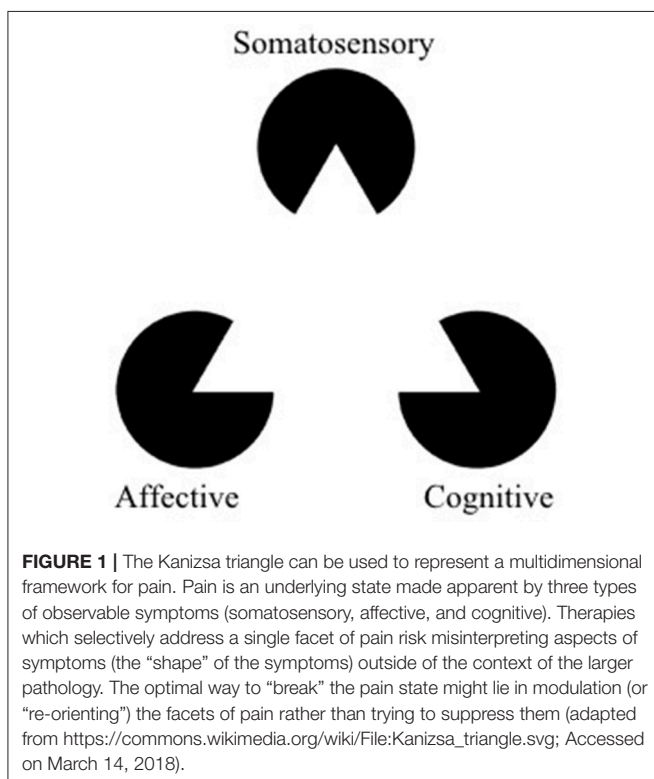 Somatosensory
Affective
Cognitive
FIGURE 1 | The Kanizsa triangle can be used to represent a multidimensional
framework for pain. Pain is an underlying state made apparent by three types
of observable symptoms (somatosensory, affective, and cognitive). Therapies
which selectively address a single facet of pain risk misinterpreting aspects of
symptoms (the “shape” of the symptoms) outside of the context of the larger
pathology. The optimal way to “break” the pain state might lie in modulation (or
“re-orienting”) the facets of pain rather than trying to suppress them (adapted
from https://commons.wikimedia.org/wiki/File:Kanizsa_triangle.svg; Accessed
on March 14, 2018).